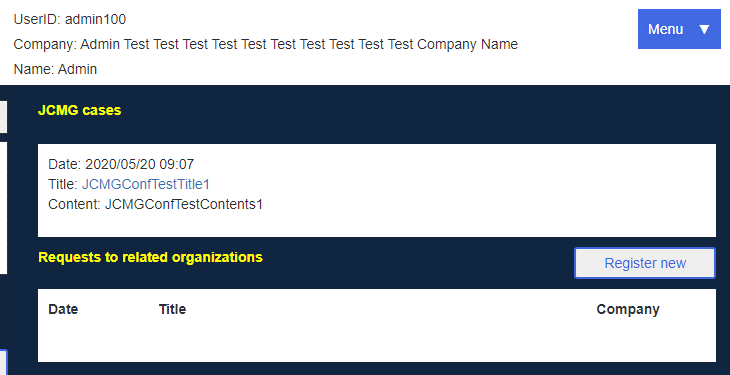 UserID: admin100
Company: Admin Test Test Test Test Test Test Test Test Test Test Company Name
Name: Admin
Menu ▼
JCMG cases
Date: 2020/05/20 09:07
Title: JCMGConfTestTitle1
Content: JCMGConfTestContents1
Requests to related organizations
Register new
Date Title Company